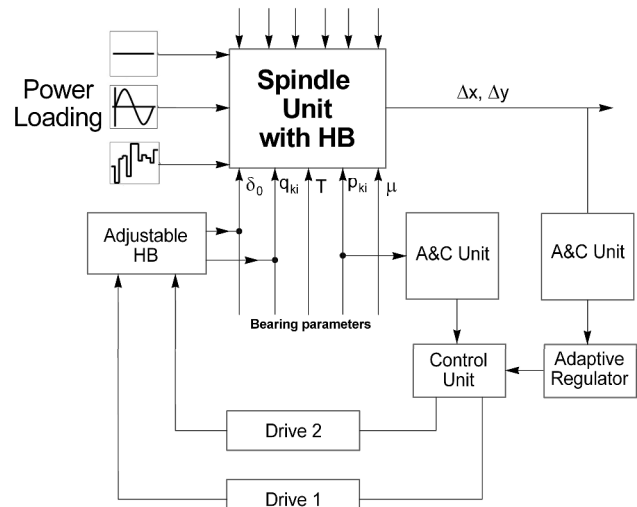 Power
Loading
Spindle
Unit
with HB
Δx, Δy
δ₀ qₖᵢ T pₖᵢ μ
Adjustable
HB
A&C Unit
A&C Unit
Bearing parameters
Control
Unit
Adaptive
Regulator
Drive 2
Drive 1